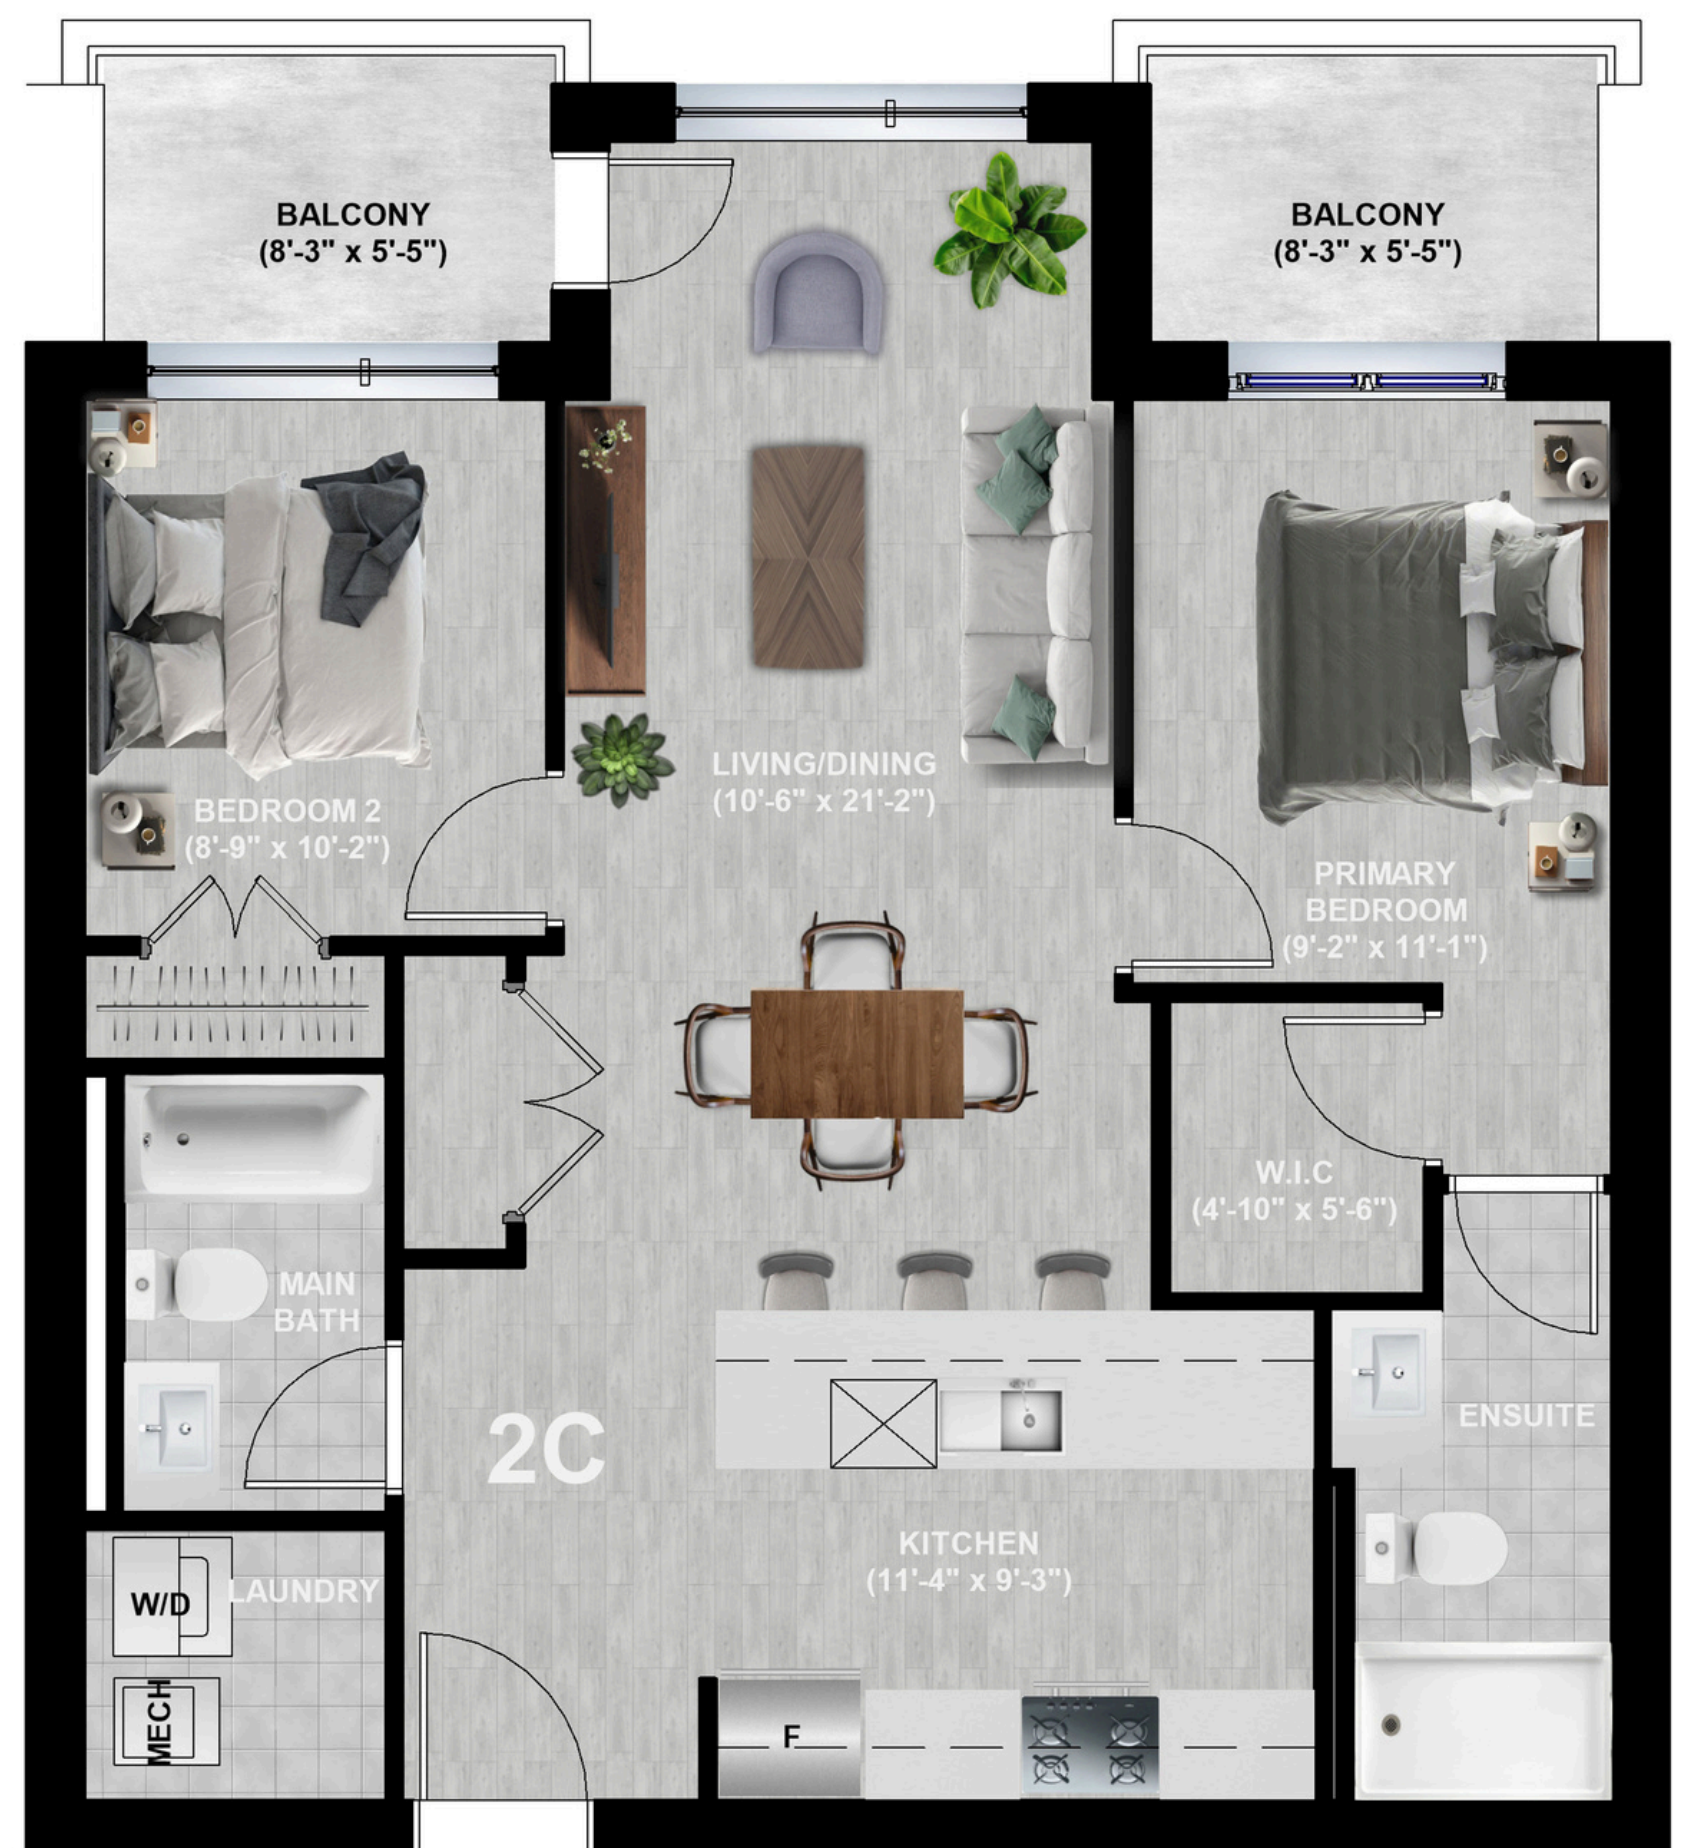 BALCONY
(8'-3" x 5'-5")
BALCONY
(8'-3" x 5'-5")
LIVING/DINING
(10'-6" x 21'-2")
BEDROOM 2
(8'-9" x 10'-2")
PRIMARY
BEDROOM
(9'-2" x 11'-1")
W.I.C
(4'-10" x 5'-6")
MAIN
BATH
2C
ENSUITE
KITCHEN
(11'-4" x 9'-3")
LAUNDRY
W/D
MECH
F